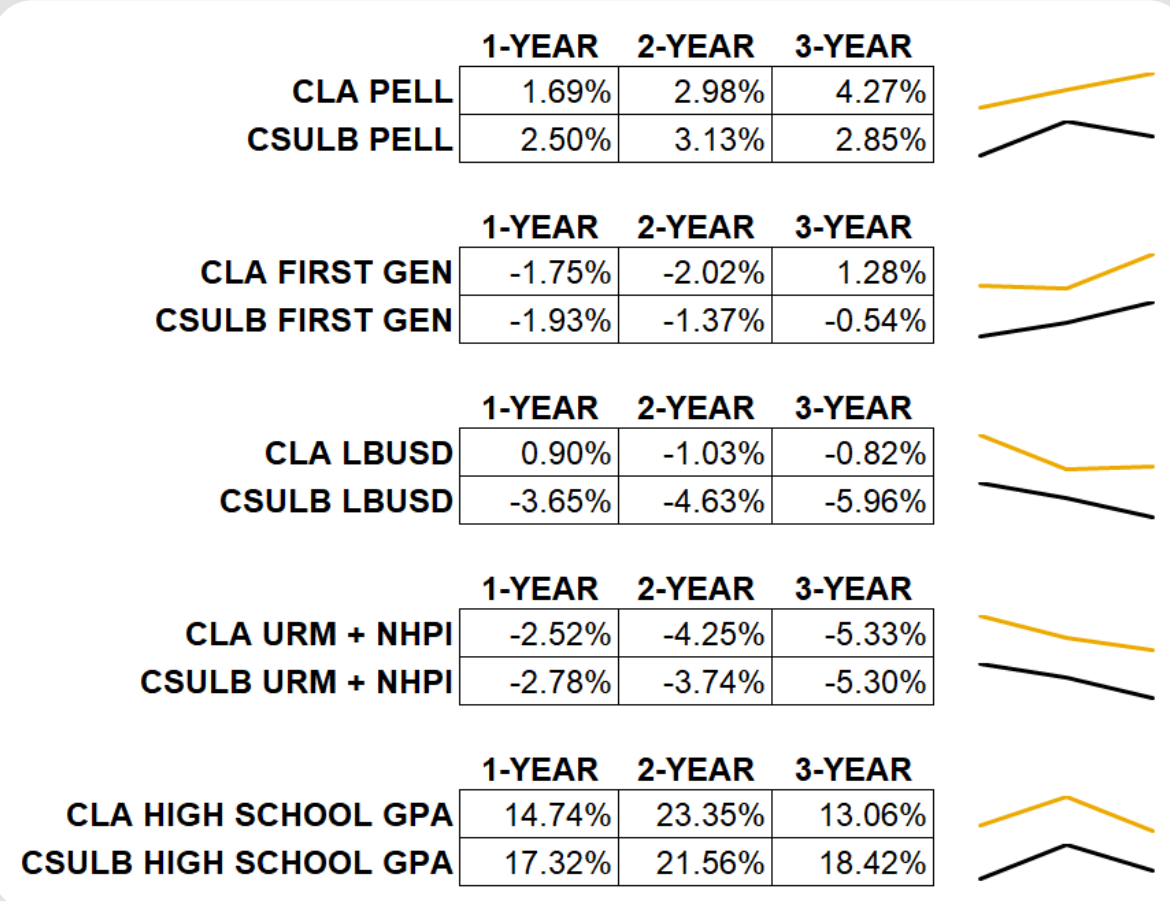 1-YEAR 2-YEAR 3-YEAR
CLA PELL 1.69% 2.98% 4.27%
CSULB PELL 2.50% 3.13% 2.85%
1-YEAR 2-YEAR 3-YEAR
CLA FIRST GEN -1.75% -2.02% 1.28%
CSULB FIRST GEN -1.93% -1.37% -0.54%
1-YEAR 2-YEAR 3-YEAR
CLA LBUSD 0.90% -1.03% -0.82%
CSULB LBUSD -3.65% -4.63% -5.96%
1-YEAR 2-YEAR 3-YEAR
CLA URM + NHPI -2.52% -4.25% -5.33%
CSULB URM + NHPI -2.78% -3.74% -5.30%
1-YEAR 2-YEAR 3-YEAR
CLA HIGH SCHOOL GPA 14.74% 23.35% 13.06%
CSULB HIGH SCHOOL GPA 17.32% 21.56% 18.42%